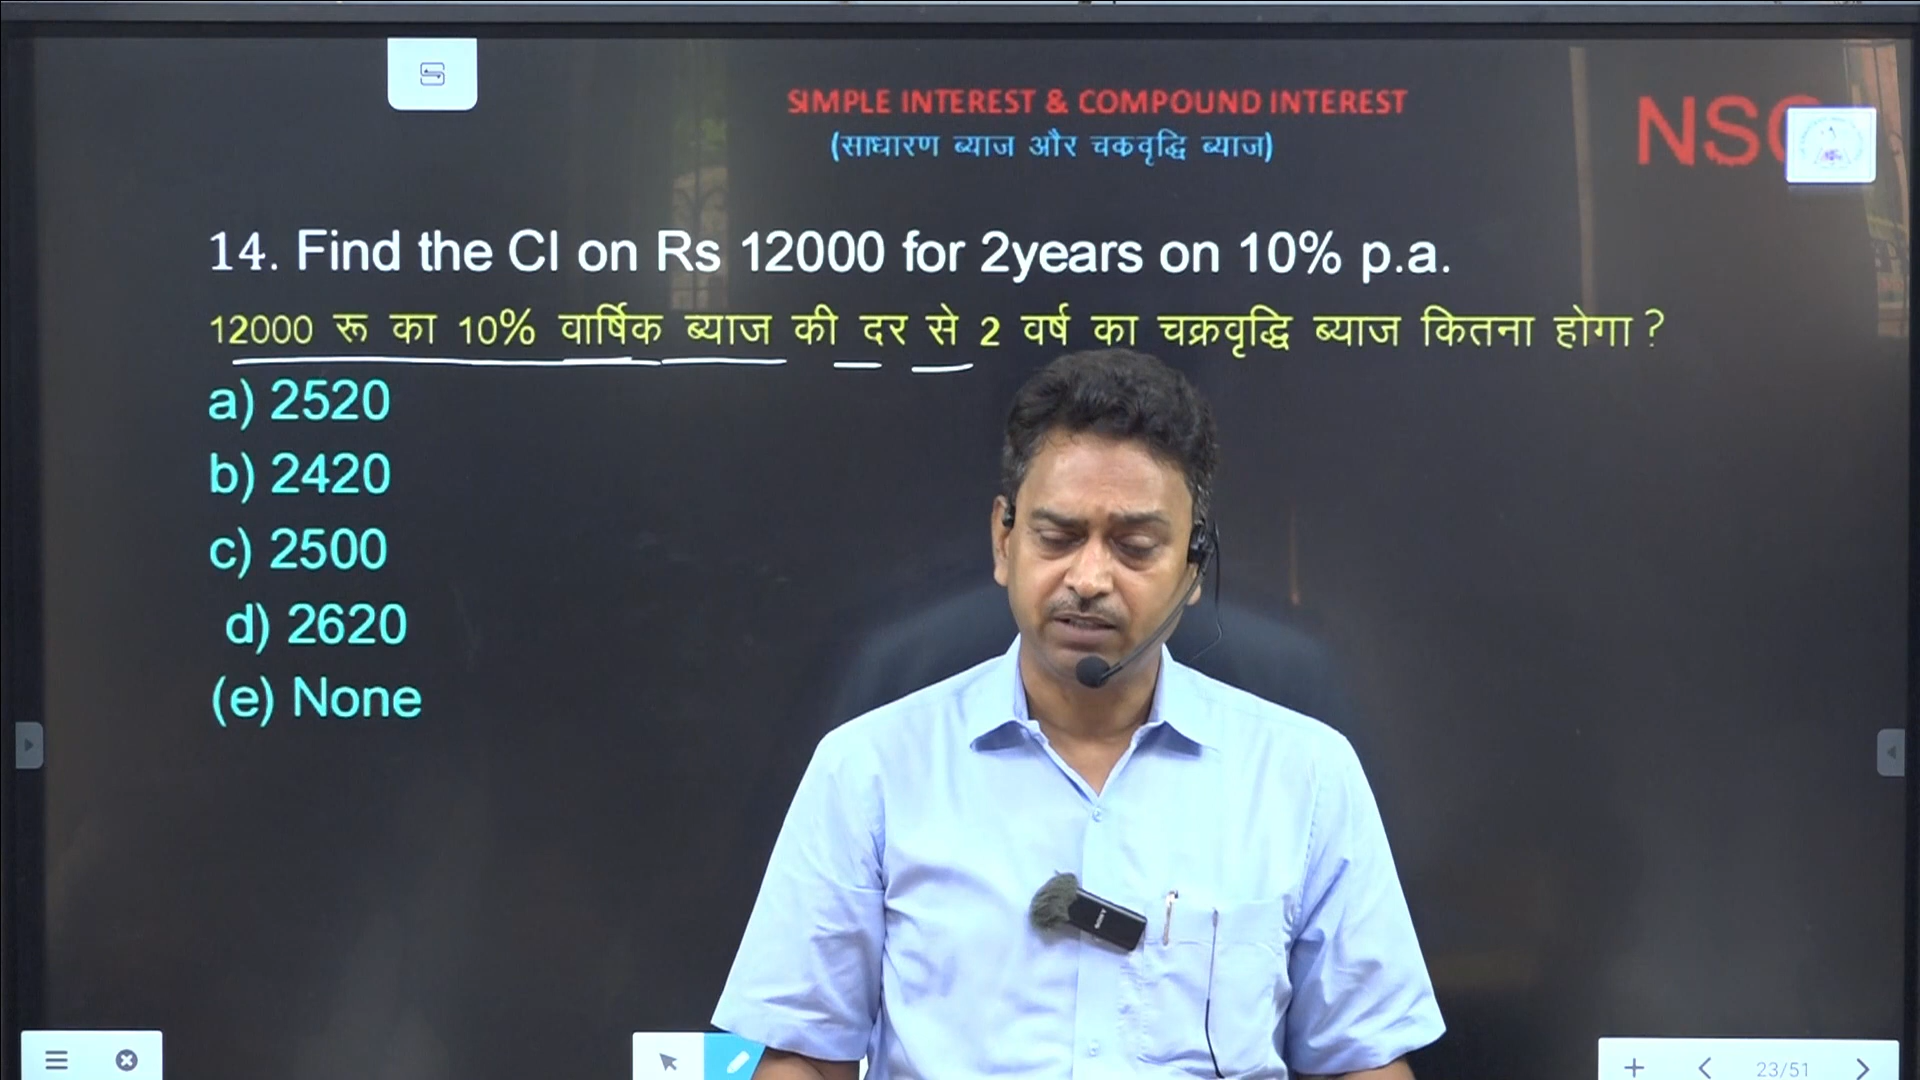 SIMPLE INTEREST & COMPOUND INTEREST
(साधारण ब्याज और चक्रवृद्धि ब्याज)
14. Find the CI on Rs 12000 for 2years on 10% p.a.
12000 रू का 10% वार्षिक ब्याज की दर से 2 वर्ष का चक्रवृद्धि ब्याज कितना होगा ?
a) 2520
b) 2420
c) 2500
d) 2620
(e) None
SONY
23/51